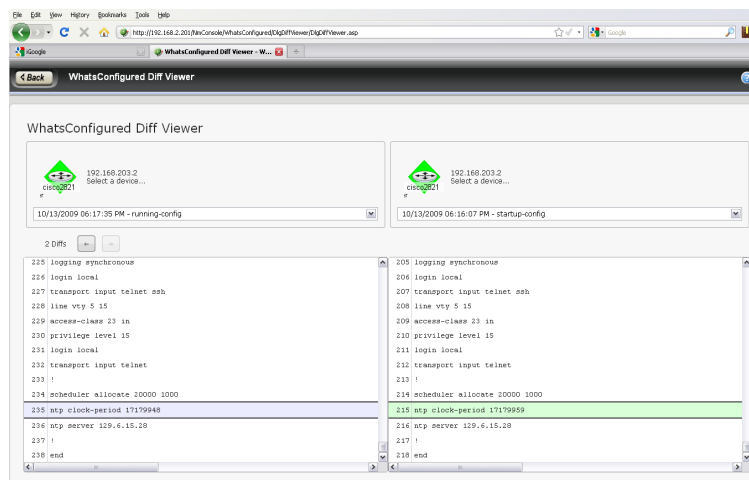 File Edit View History Bookmarks Tools Help
http://192.168.2.201/NmConsole/WhatsConfigured/DlgDiffViewer/DlgDiffViewer.asp
Google
iGoogle
WhatsConfigured Diff Viewer - W...
Back
WhatsConfigured Diff Viewer
WhatsConfigured Diff Viewer
192.168.203.2
Select a device...
cisco2821
10/13/2009 06:17:35 PM - running-config
192.168.203.2
Select a device...
cisco2821
10/13/2009 06:16:07 PM - startup-config
2 Diffs
225 logging synchronous
226 login local
227 transport input telnet ssh
228 line vty 5 15
229 access-class 23 in
230 privilege level 15
231 login local
232 transport input telnet
233 !
234 scheduler allocate 20000 1000
235 ntp clock-period 17179948
236 ntp server 129.6.15.28
237 !
238 end
205 logging synchronous
206 login local
207 transport input telnet ssh
208 line vty 5 15
209 access-class 23 in
210 privilege level 15
211 login local
212 transport input telnet
213 !
214 scheduler allocate 20000 1000
215 ntp clock-period 17179959
216 ntp server 129.6.15.28
217 !
218 end